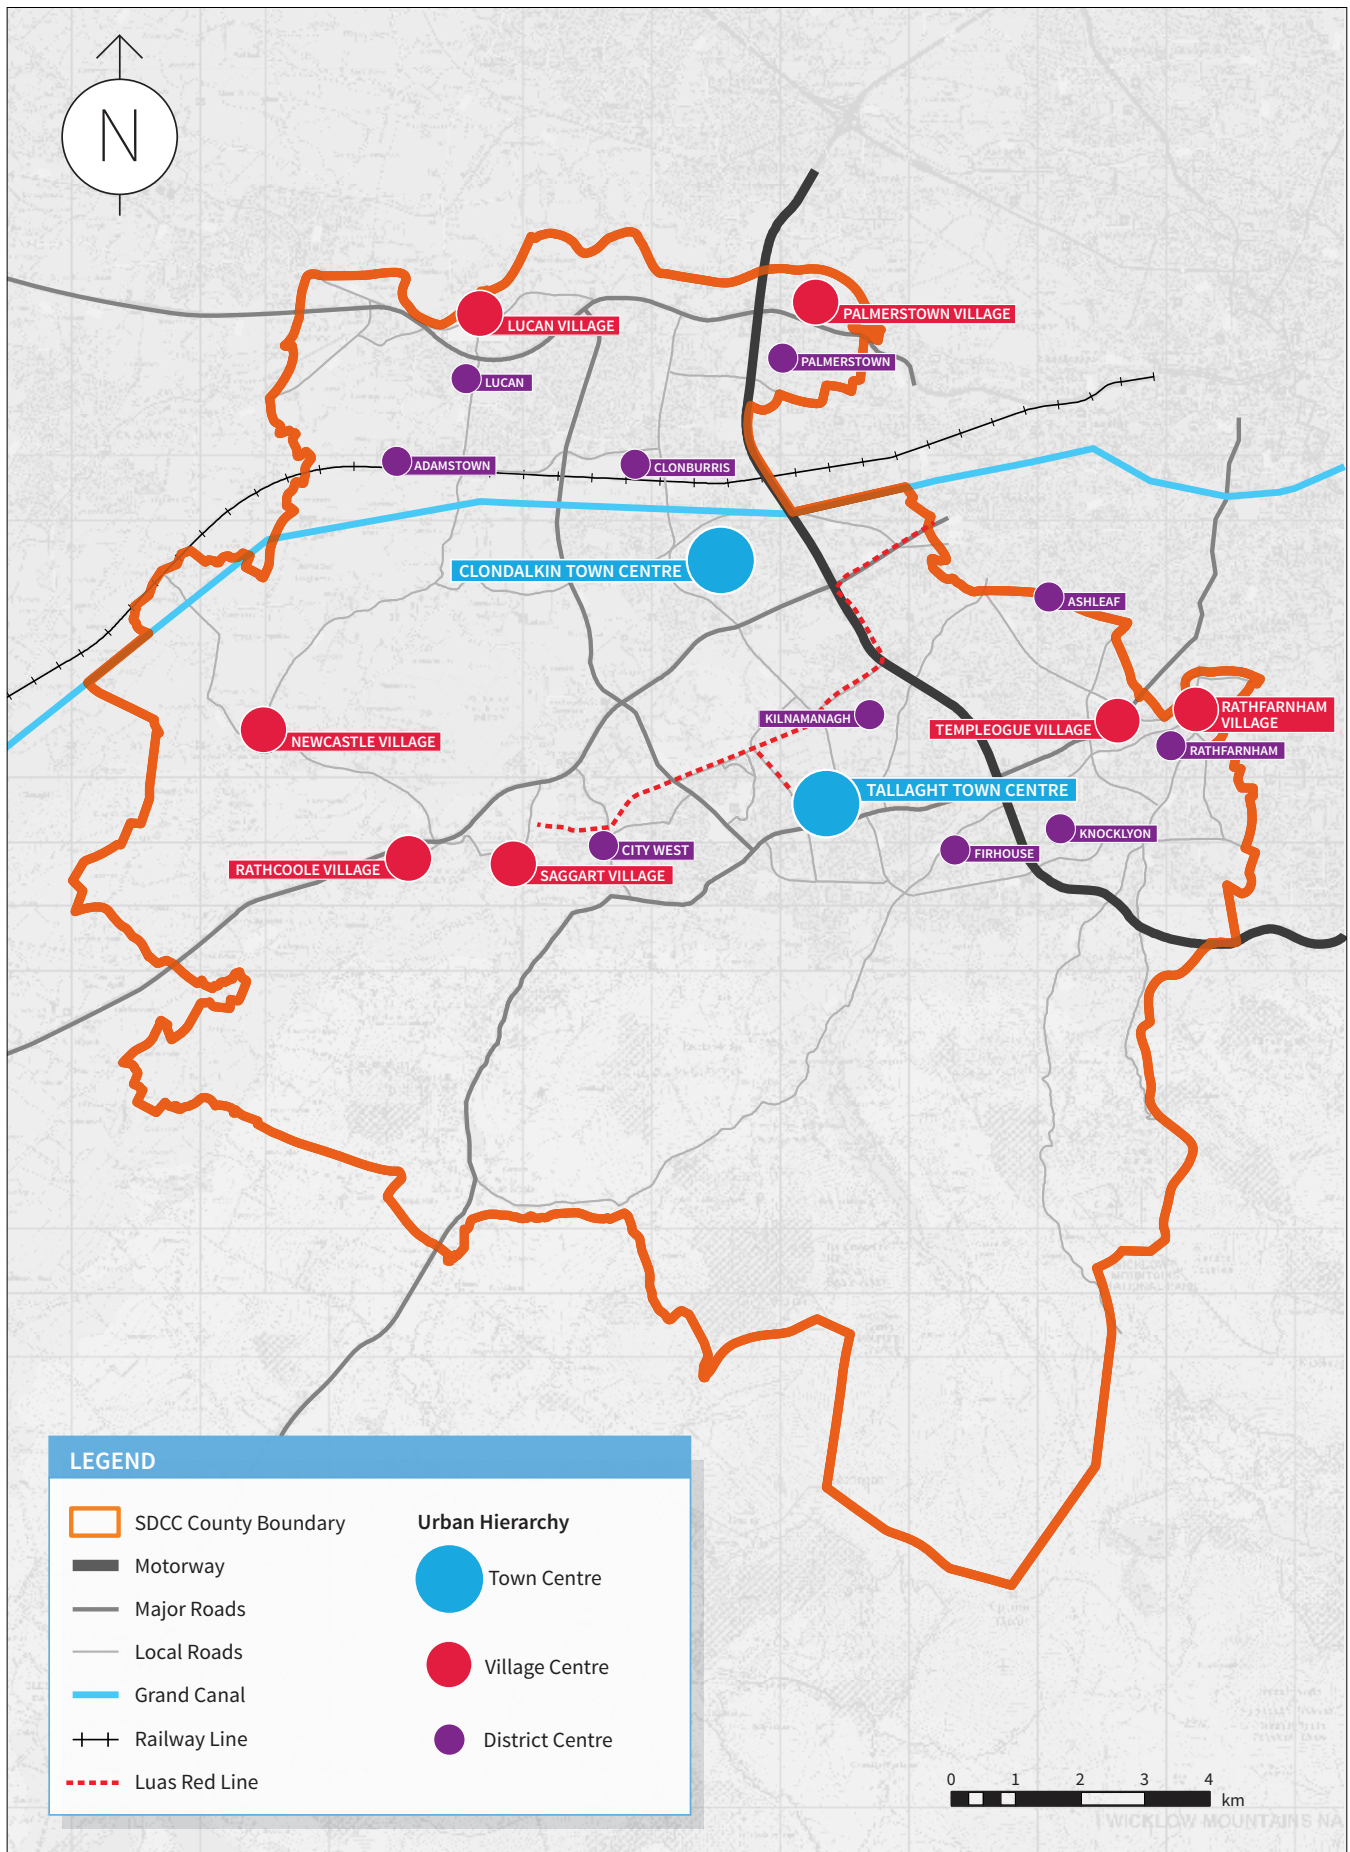 N
PALMERSTOWN VILLAGE
LUCAN VILLAGE
PALMERSTOWN
LUCAN
ADAMSTOWN
CLONBURRIS
CLONDALKIN TOWN CENTRE
ASHLEAF
RATHFARNHAM
VILLAGE
KILNAMANAGH
TEMPLEOGUE VILLAGE
NEWCASTLE VILLAGE
RATHFARNHAM
TALLAGHT TOWN CENTRE
KNOCKLYON
CITY WEST
FIRHOUSE
RATHCOOLE VILLAGE
SAGGART VILLAGE
LEGEND
SDCC County Boundary
Motorway
Major Roads
Local Roads
Grand Canal
Railway Line
Luas Red Line
Urban Hierarchy
Town Centre
Village Centre
District Centre
0 1 2 3 4
km
WICKLOW MOUNTAINS NA